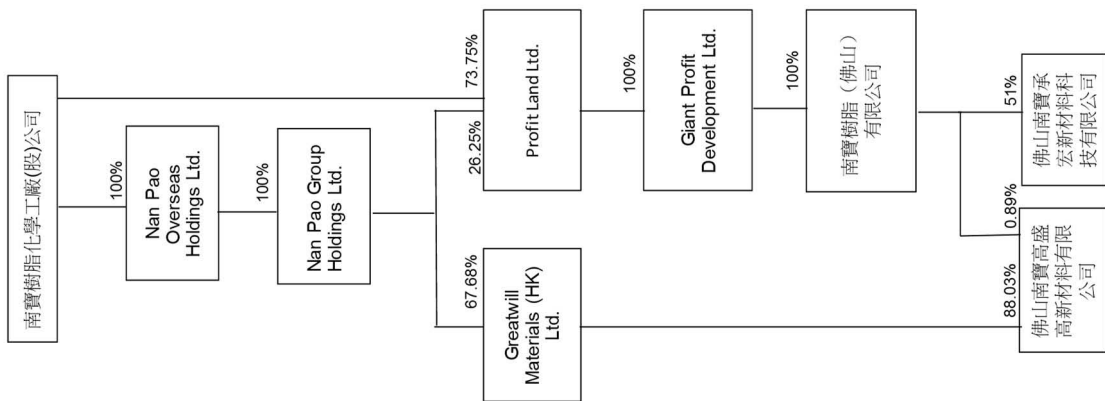 南寶樹脂化學工廠(股)公司
100%
Nan Pao
Overseas
Holdings Ltd.
100%
Nan Pao Group
Holdings Ltd.
67.68%
26.25%
73.75%
Greatwill
Materials (HK)
Ltd.
Profit Land Ltd.
100%
Giant Profit
Development Ltd.
100%
南寶樹脂（佛山）
有限公司
88.03%
0.89%
51%
佛山南寶高盛
高新材料有限
公司
佛山南寶承
宏新材料科
技有限公司